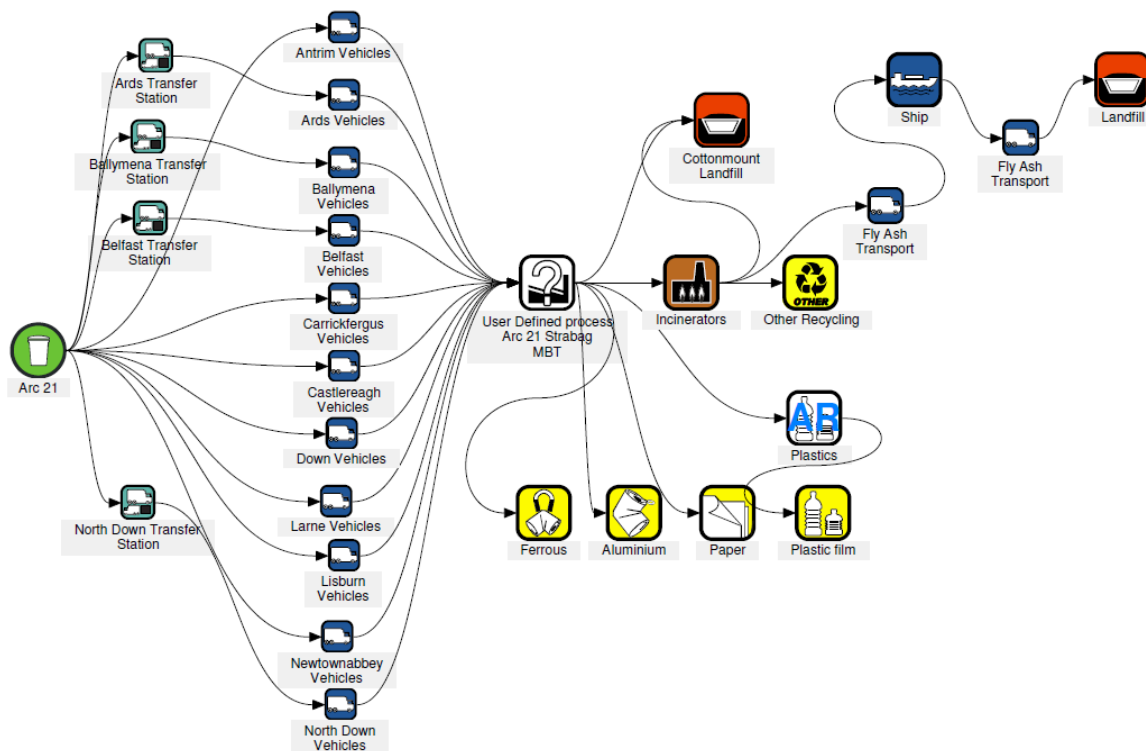 Antrim Vehicles
Ards Transfer
Station
Ards Vehicles
Ballymena Transfer
Station
Ballymena
Vehicles
Belfast Transfer
Station
Belfast
Vehicles
Carrickfergus
Vehicles
Arc 21
Castlereagh
Vehicles
Down Vehicles
Larne Vehicles
North Down Transfer
Station
Lisburn
Vehicles
Newtownabbey
Vehicles
North Down
Vehicles
User Defined process
Arc 21 Strabag
MBT
Cottonmount
Landfill
Incinerators
OTHER
Other Recycling
Fly Ash
Transport
Ship
Fly Ash
Transport
Landfill
AR
Plastics
Ferrous
Aluminium
Paper
Plastic film